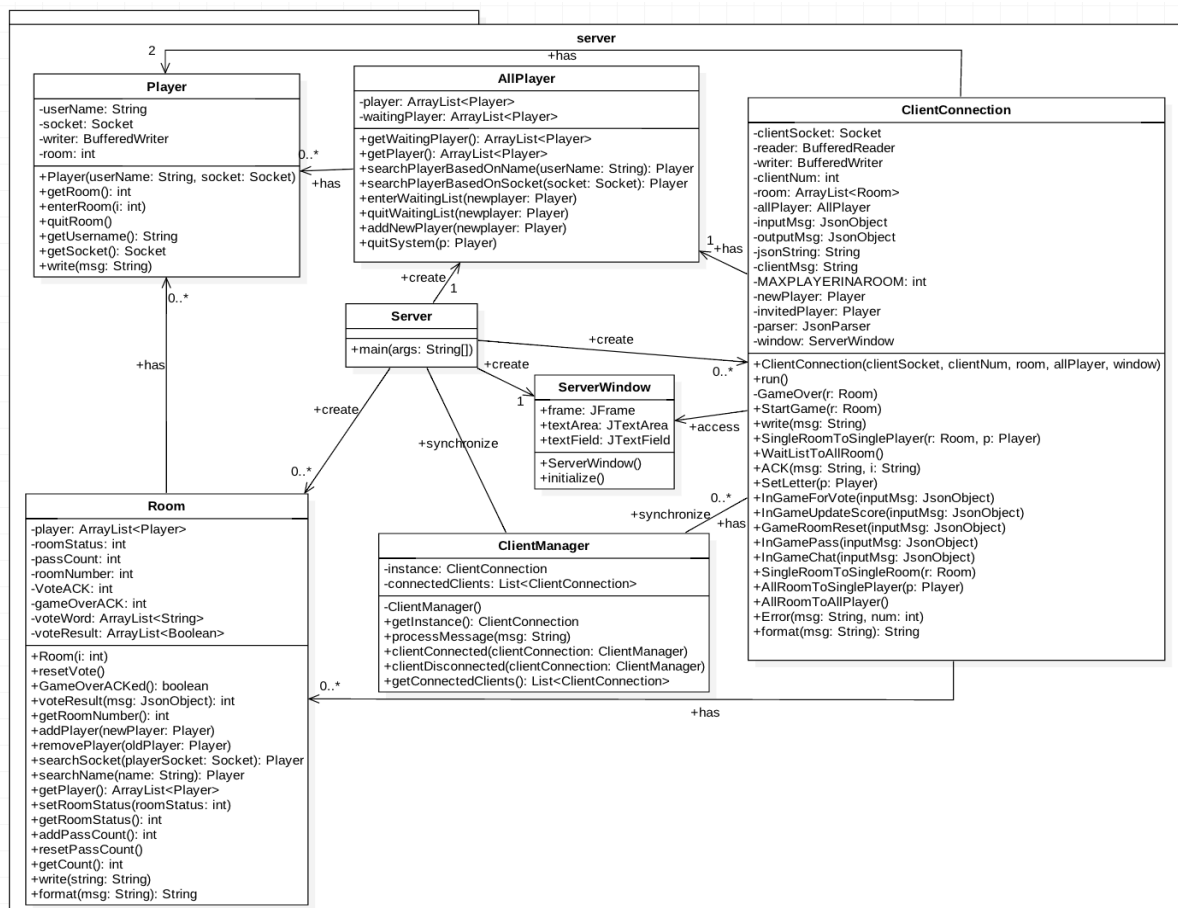 server
2
+has
Player
-userName: String
-socket: Socket
-writer: BufferedWriter
-room: int
+Player(userName: String, socket: Socket)
+getRoom(): int
+enterRoom(i: int)
+quitRoom()
+getUsername(): String
+getSocket(): Socket
+write(msg: String)
0..*
+has
AllPlayer
-player: ArrayList<Player>
-waitingPlayer: ArrayList<Player>
+getWaitingPlayer(): ArrayList<Player>
+getPlayer(): ArrayList<Player>
+searchPlayerBasedOnName(userName: String): Player
+searchPlayerBasedOnSocket(socket: Socket): Player
+enterWaitingList(newplayer: Player)
+quitWaitingList(newplayer: Player)
+addNewPlayer(newplayer: Player)
+quitSystem(p: Player)
1
+has
ClientConnection
-clientSocket: Socket
-reader: BufferedReader
-writer: BufferedWriter
-clientNum: int
-room: ArrayList<Room>
-allPlayer: AllPlayer
-inputMsg: JsonObject
-outputMsg: JsonObject
-jsonString: String
-clientMsg: String
-MAXPLAYERINAROOM: int
-newPlayer: Player
-invitedPlayer: Player
-parser: JsonParser
-window: ServerWindow
+ClientConnection(clientSocket, clientNum, room, allPlayer, window)
+run()
-GameOver(r: Room)
+StartGame(r: Room)
+write(msg: String)
+SingleRoomToSinglePlayer(r: Room, p: Player)
+WaitListToAllRoom()
+ACK(msg: String, i: String)
+SetLetter(p: Player)
+InGameForVote(inputMsg: JsonObject)
+InGameUpdateScore(inputMsg: JsonObject)
+GameRoomReset(inputMsg: JsonObject)
+InGamePass(inputMsg: JsonObject)
+InGameChat(inputMsg: JsonObject)
+SingleRoomToSingleRoom(r: Room)
+AllRoomToSinglePlayer(p: Player)
+AllRoomToAllPlayer()
+Error(msg: String, num: int)
+format(msg: String): String
+create
1
0..*
+has
Server
+main(args: String[])
+create
0..*
+create
1
+create
0..*
+synchronize
ServerWindow
+frame: JFrame
+textArea: JTextArea
+textField: JTextField
+ServerWindow()
+initialize()
+access
0..*
+synchronize
+has
Room
-player: ArrayList<Player>
-roomStatus: int
-passCount: int
-roomNumber: int
-VoteACK: int
-gameOverACK: int
-voteWord: ArrayList<String>
-voteResult: ArrayList<Boolean>
+Room(i: int)
+resetVote()
+GameOverACKed(): boolean
+voteResult(msg: JsonObject): int
+getRoomNumber(): int
+addPlayer(newPlayer: Player)
+removePlayer(oldPlayer: Player)
+searchSocket(playerSocket: Socket): Player
+searchName(name: String): Player
+getPlayer(): ArrayList<Player>
+setRoomStatus(roomStatus: int)
+getRoomStatus(): int
+addPassCount(): int
+resetPassCount()
+getCount(): int
+write(string: String)
+format(msg: String): String
ClientManager
-instance: ClientConnection
-connectedClients: List<ClientConnection>
-ClientManager()
+getInstance(): ClientConnection
+processMessage(msg: String)
+clientConnected(clientConnection: ClientManager)
+clientDisconnected(clientConnection: ClientManager)
+getConnectedClients(): List<ClientConnection>
0..*
+has